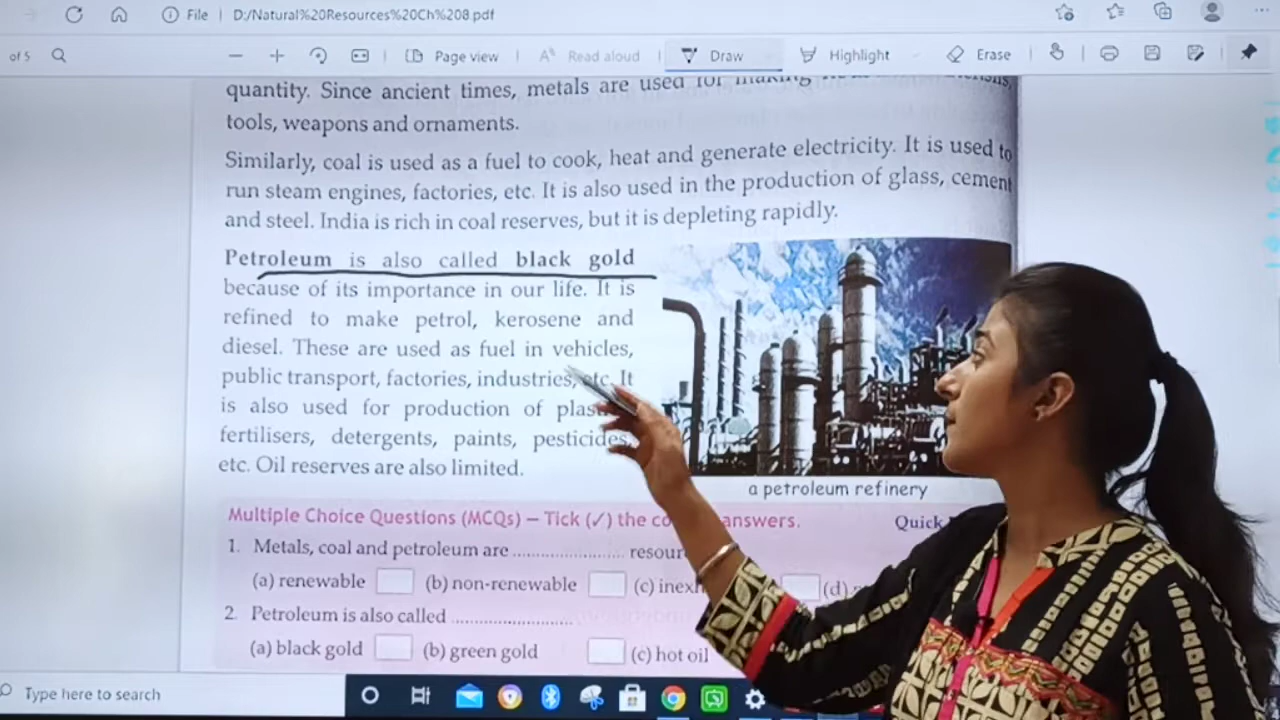 File | D:/Natural%20Resources%20Ch%208.pdf
of 5
Page view
Read aloud
Draw
Highlight
Erase
quantity. Since ancient times, metals are used for making
tools, weapons and ornaments.
Similarly, coal is used as a fuel to cook, heat and generate electricity. It is used to
run steam engines, factories, etc. It is also used in the production of glass, cement
and steel. India is rich in coal reserves, but it is depleting rapidly.
Petroleum is also called black gold
because of its importance in our life. It is
refined to make petrol, kerosene and
diesel. These are used as fuel in vehicles,
public transport, factories, industries, etc. It
is also used for production of
fertilisers, detergents, paints, pesticides,
etc. Oil reserves are also limited.
a petroleum refinery
Multiple Choice Questions (MCQs) – Tick (✓) the answers.
Quick
1. Metals, coal and petroleum are ........................
(a) renewable (b) non-renewable (c) (d)
2. Petroleum is also called ..........................
(a) black gold (b) green gold (c) hot oil
Type here to search